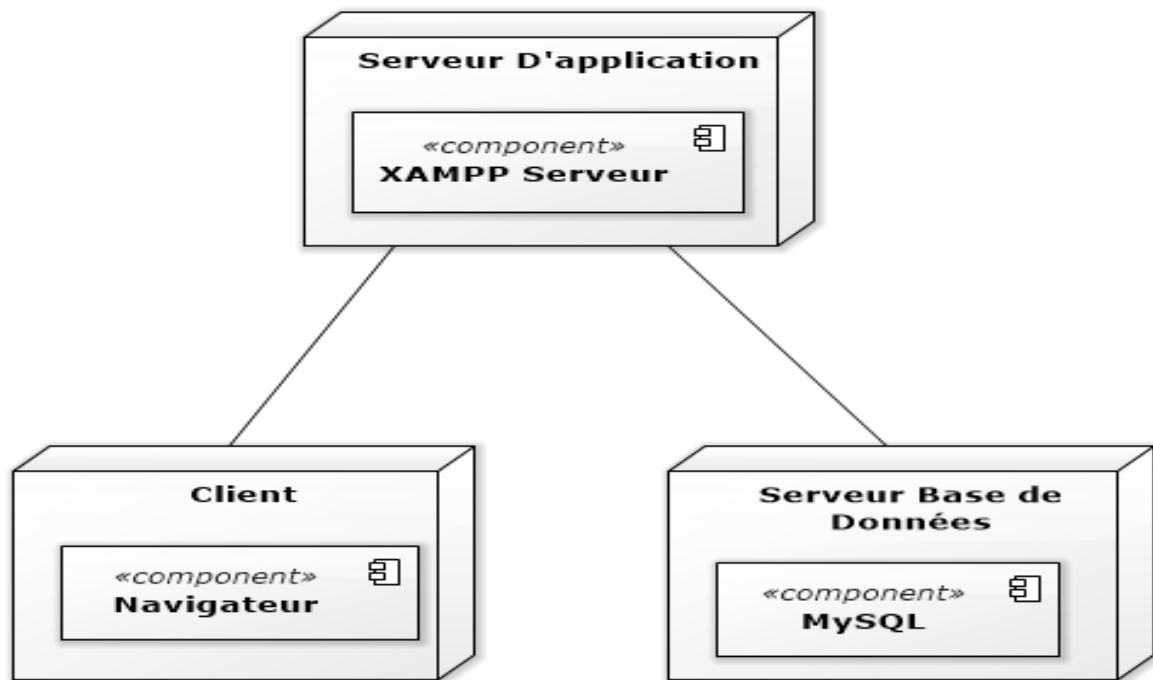 Serveur D'application
«component»
XAMPP Serveur
Client
«component»
Navigateur
Serveur Base de
Données
«component»
MySQL